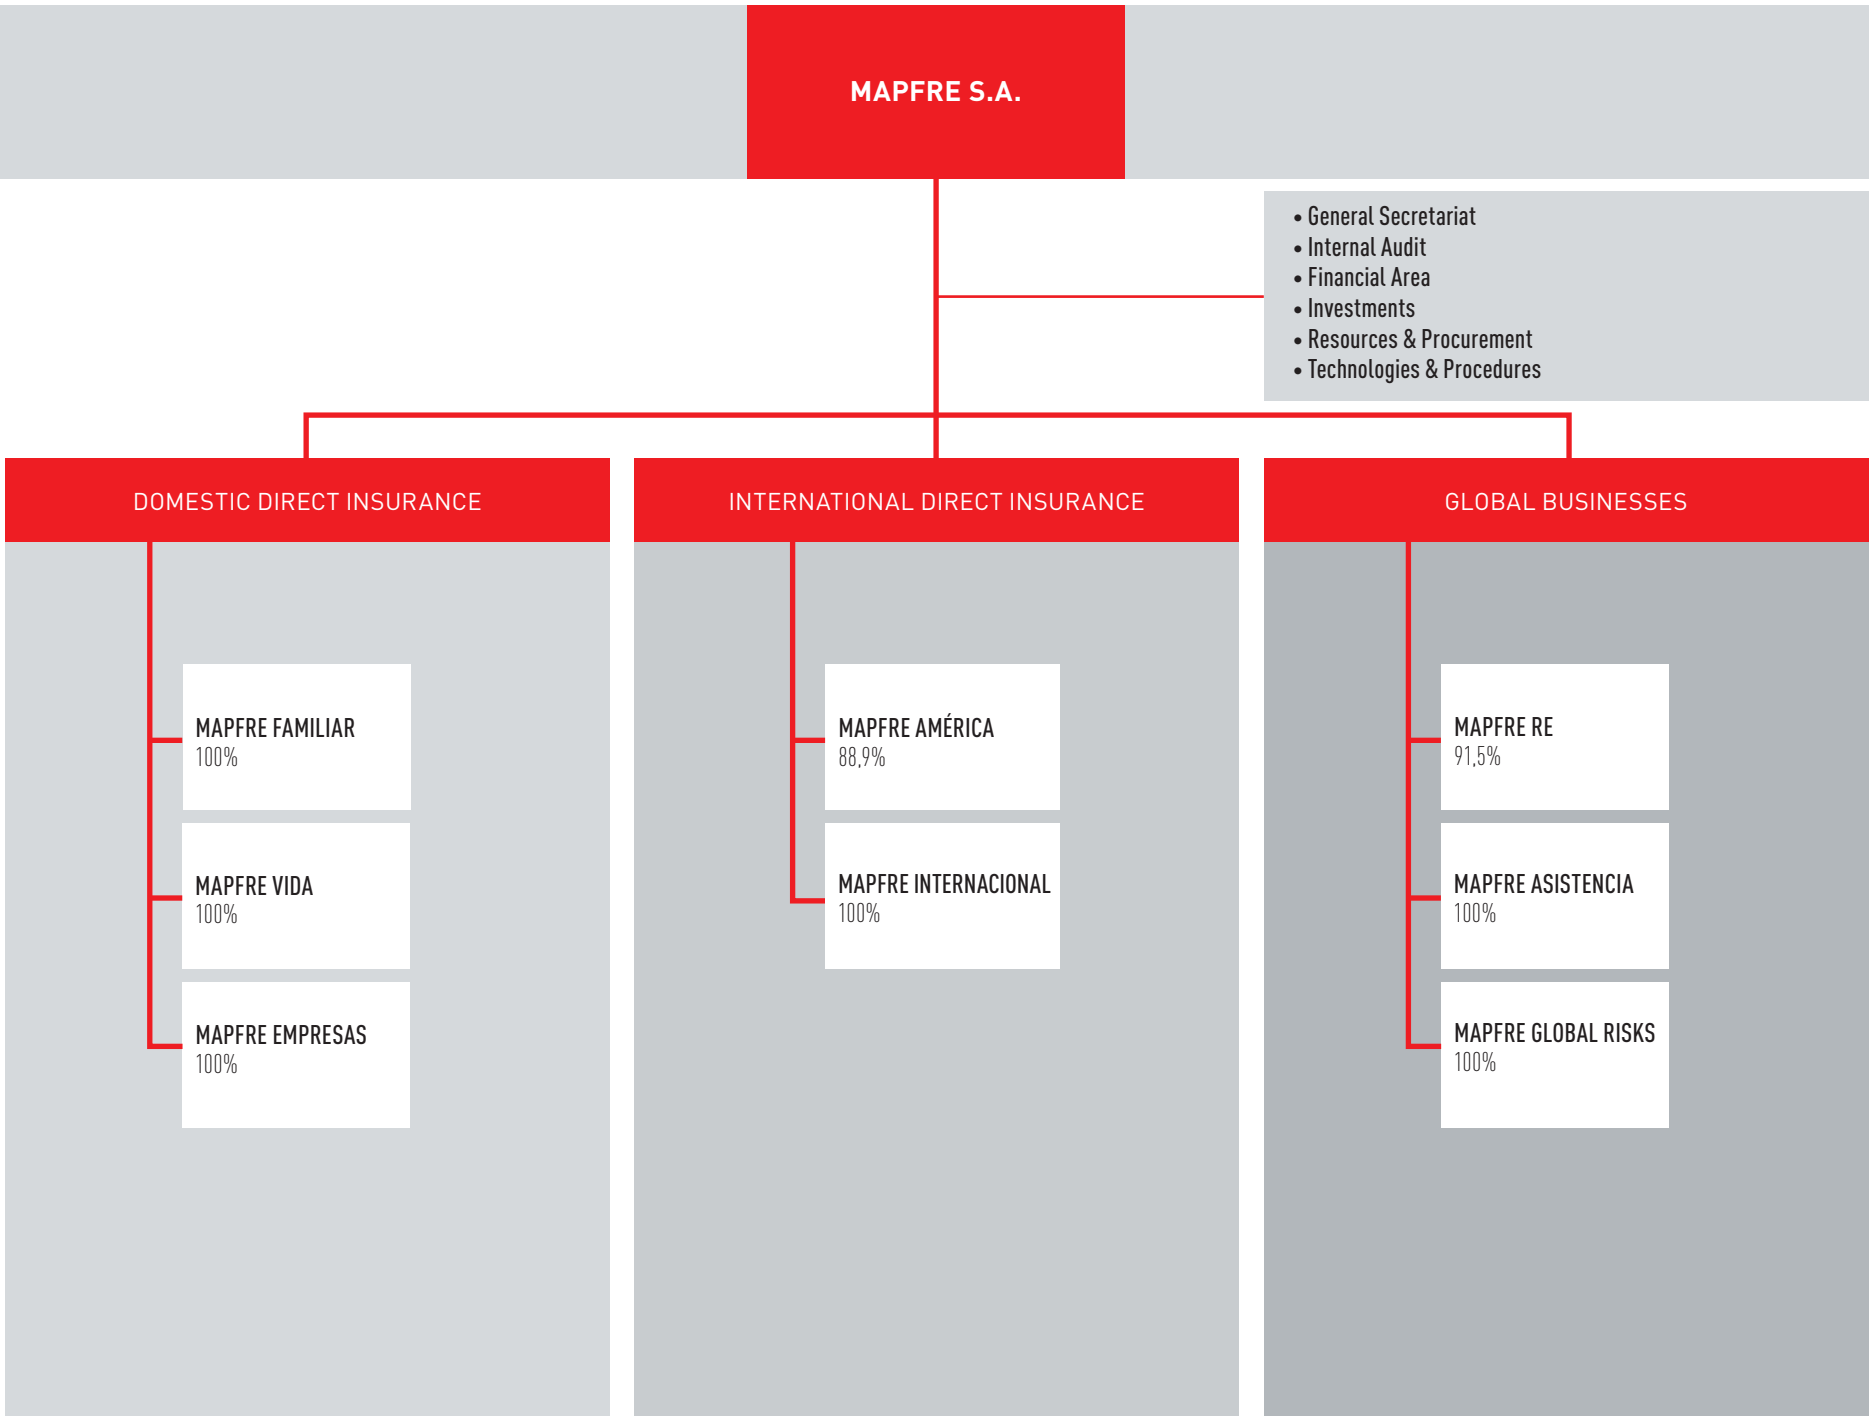 MAPFRE S.A.
• General Secretariat
• Internal Audit
• Financial Area
• Investments
• Resources & Procurement
• Technologies & Procedures
DOMESTIC DIRECT INSURANCE
MAPFRE FAMILIAR
100%
MAPFRE VIDA
100%
MAPFRE EMPRESAS
100%
INTERNATIONAL DIRECT INSURANCE
MAPFRE AMÉRICA
88,9%
MAPFRE INTERNACIONAL
100%
GLOBAL BUSINESSES
MAPFRE RE
91,5%
MAPFRE ASISTENCIA
100%
MAPFRE GLOBAL RISKS
100%